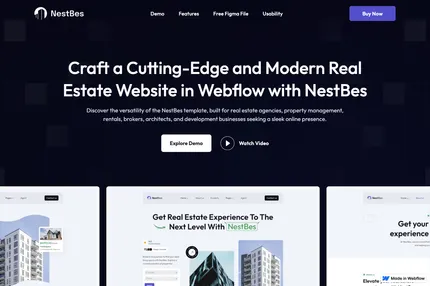 NestBes
Demo Features Free Figma File Usability
Buy Now
Craft a Cutting-Edge and Modern Real
Estate Website in Webflow with NestBes
Discover the versatility of the NestBes template, built for real estate agencies, property management,
rentals, brokers, architects, and development businesses seeking a sleek online presence.
Explore Demo
Watch Video
NestBes
Get Real Estate Experience To The
Next Level With NestBes
NestBes
Get your
experience
Elevate
Made in Webflow